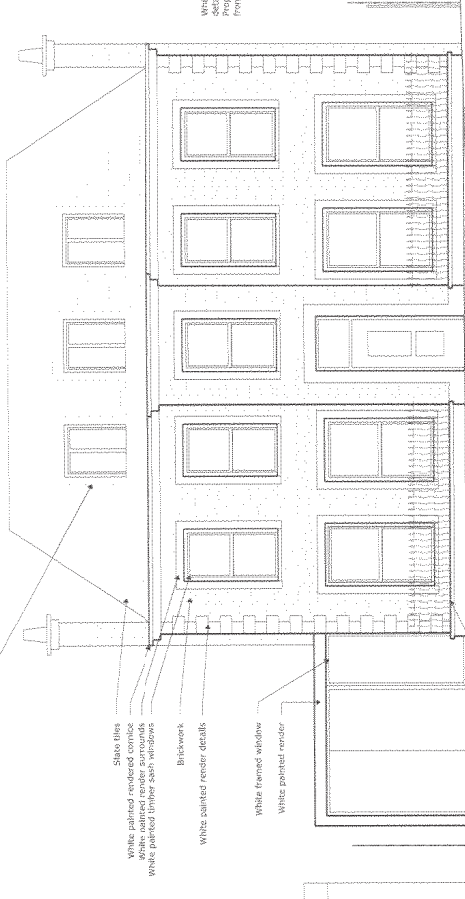 Slate tiles
White painted rendered cornice
White painted render surrounds
White painted timber sash windows
Brickwork
White painted render details
White framed window
White painted render